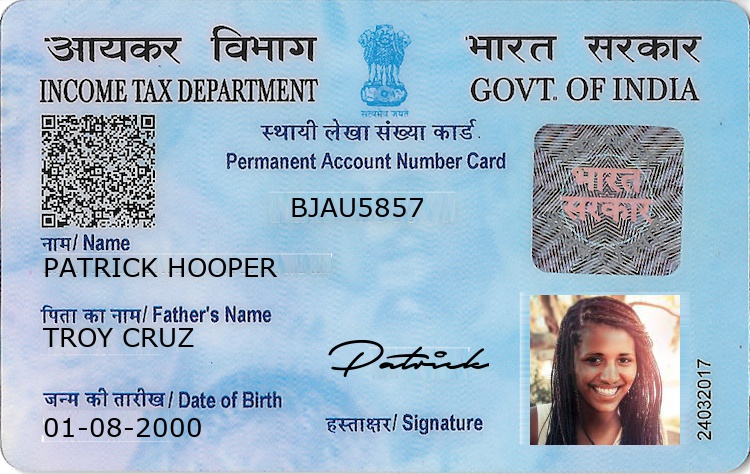 आयकर विभाग
INCOME TAX DEPARTMENT
सत्यमेव जयते
भारत सरकार
GOVT. OF INDIA
स्थायी लेखा संख्या कार्ड
Permanent Account Number Card
BJAU5857
भारत
सरकार
नाम/ Name
PATRICK HOOPER
पिता का नाम/ Father's Name
TROY CRUZ
जन्म की तारीख / Date of Birth
01-08-2000
Patrick
हस्ताक्षर/ Signature
24032017